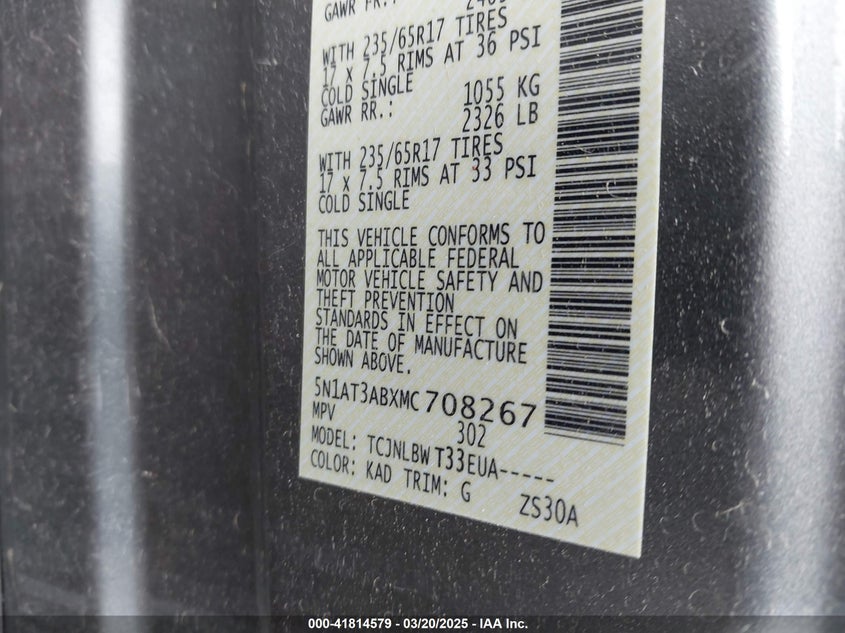 GAWR FR.:
WITH 235/65R17 TIRES
17 x 7.5 RIMS AT 36 PSI
COLD SINGLE
GAWR RR.: 1055 KG
2326 LB
WITH 235/65R17 TIRES
17 x 7.5 RIMS AT 33 PSI
COLD SINGLE
THIS VEHICLE CONFORMS TO
ALL APPLICABLE FEDERAL
MOTOR VEHICLE SAFETY AND
THEFT PREVENTION
STANDARDS IN EFFECT ON
THE DATE OF MANUFACTURE
SHOWN ABOVE.
5N1AT3ABXMC708267
MPV 302
MODEL: TCJNLBWT33EUA-----
COLOR: KAD TRIM: G ZS30A
000-41814579 - 03/20/2025 - IAA Inc.